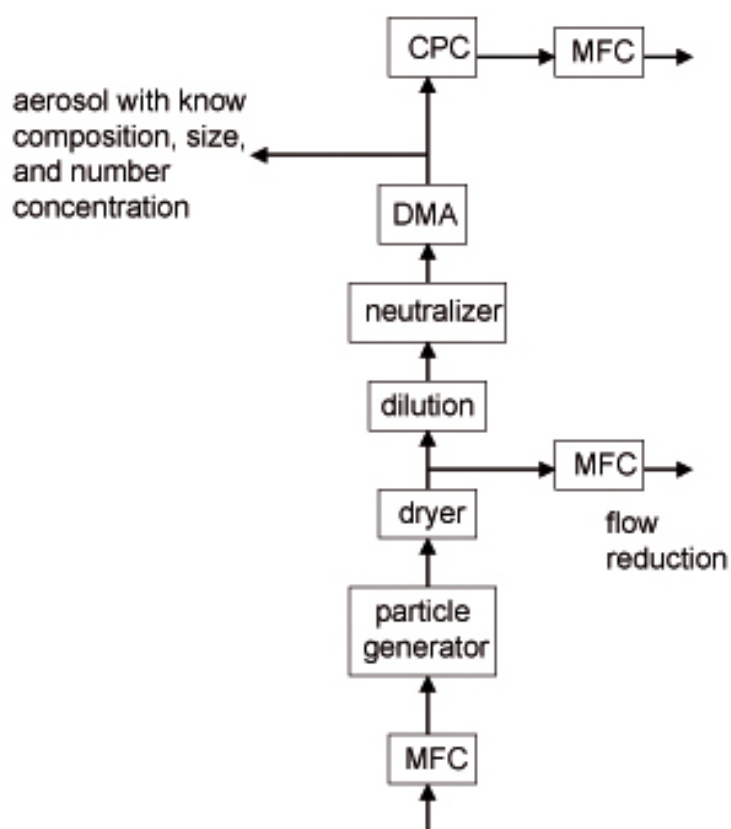 CPC
MFC
aerosol with know
composition, size,
and number
concentration
DMA
neutralizer
dilution
MFC
dryer
flow
reduction
particle
generator
MFC